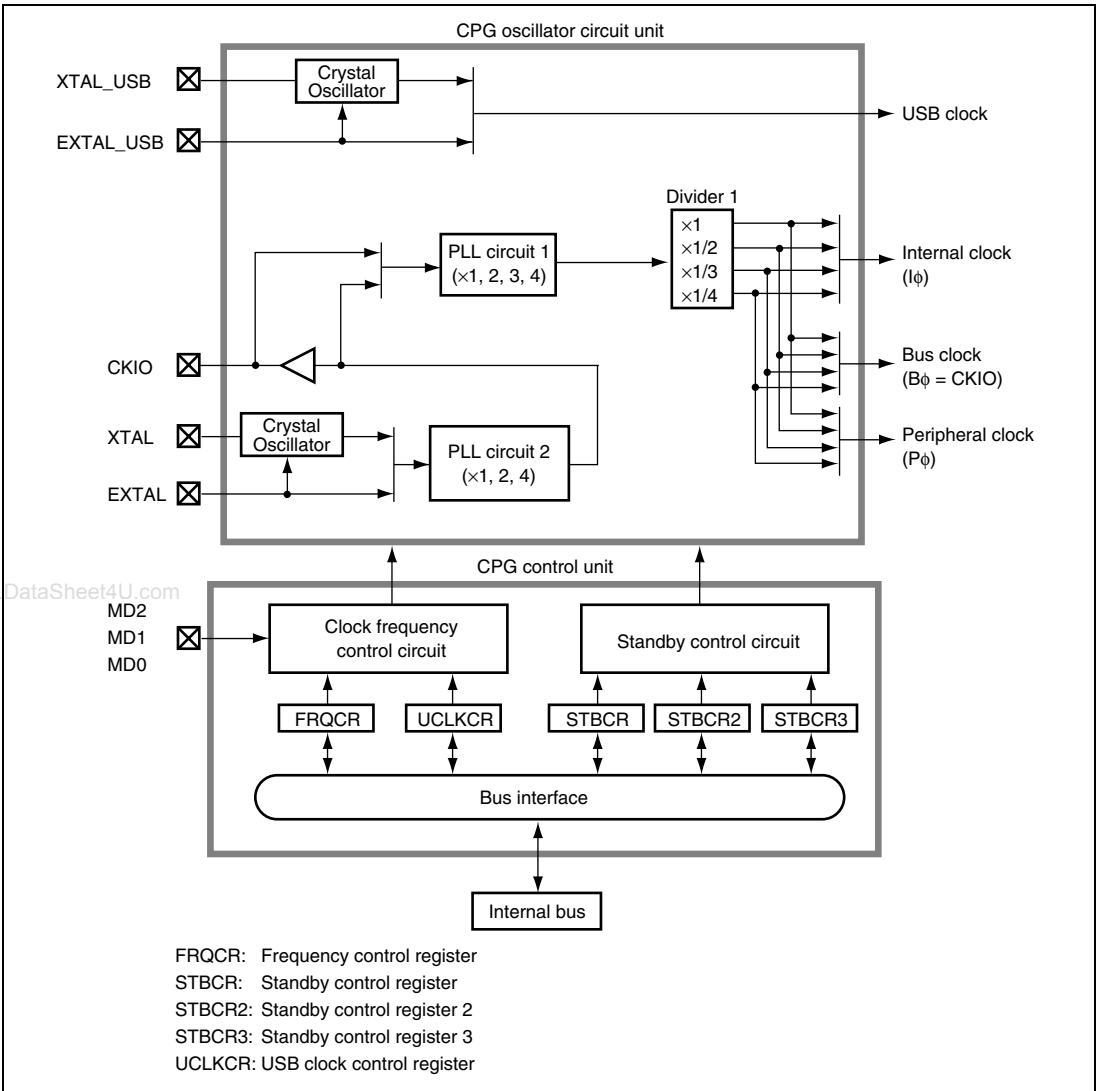 CPG oscillator circuit unit
XTAL_USB
Crystal
Oscillator
EXTAL_USB
USB clock
Divider 1
×1
×1/2
×1/3
×1/4
PLL circuit 1
(×1, 2, 3, 4)
Internal clock
(Iϕ)
CKIO
Bus clock
(Bϕ = CKIO)
XTAL
Crystal
Oscillator
PLL circuit 2
(×1, 2, 4)
Peripheral clock
(Pϕ)
EXTAL
CPG control unit
DataSheet4U.com
MD2
MD1
MD0
Clock frequency
control circuit
Standby control circuit
FRQCR
UCLKCR
STBCR
STBCR2
STBCR3
Bus interface
Internal bus
FRQCR: Frequency control register
STBCR: Standby control register
STBCR2: Standby control register 2
STBCR3: Standby control register 3
UCLKCR: USB clock control register